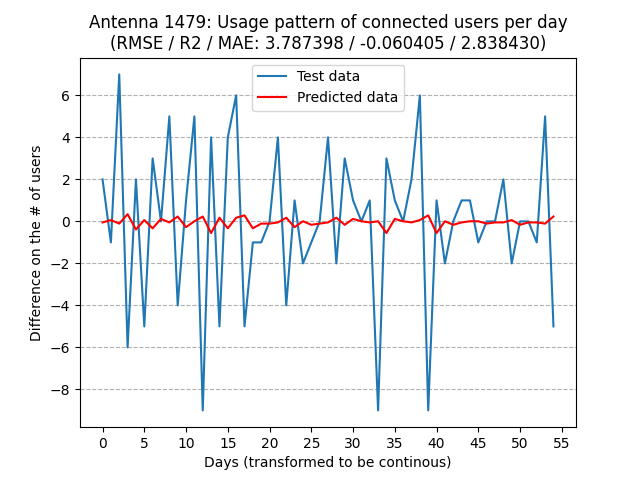 Antenna 1479: Usage pattern of connected users per day
(RMSE / R2 / MAE: 3.787398 / -0.060405 / 2.838430)
Test data
Predicted data
Difference on the # of users
6
4
2
0
−2
−4
−6
−8
0 5 10 15 20 25 30 35 40 45 50 55
Days (transformed to be continous)